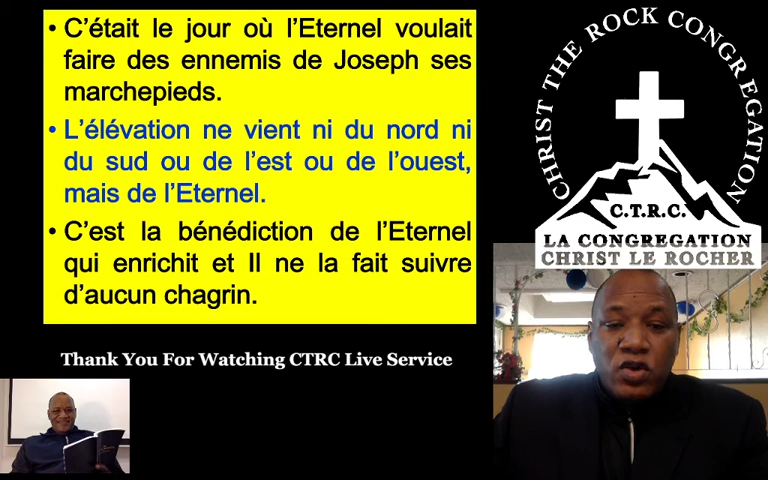 • C’était le jour où l’Eternel voulait
faire des ennemis de Joseph ses
marchepieds.
• L’élévation ne vient ni du nord ni
du sud ou de l’est ou de l’ouest,
mais de l’Eternel.
• C’est la bénédiction de l’Eternel
qui enrichit et Il ne la fait suivre
d’aucun chagrin.
Thank You For Watching CTRC Live Service
CHRIST THE ROCK CONGREGATION
C.T.R.C.
LA CONGREGATION
CHRIST LE ROCHER